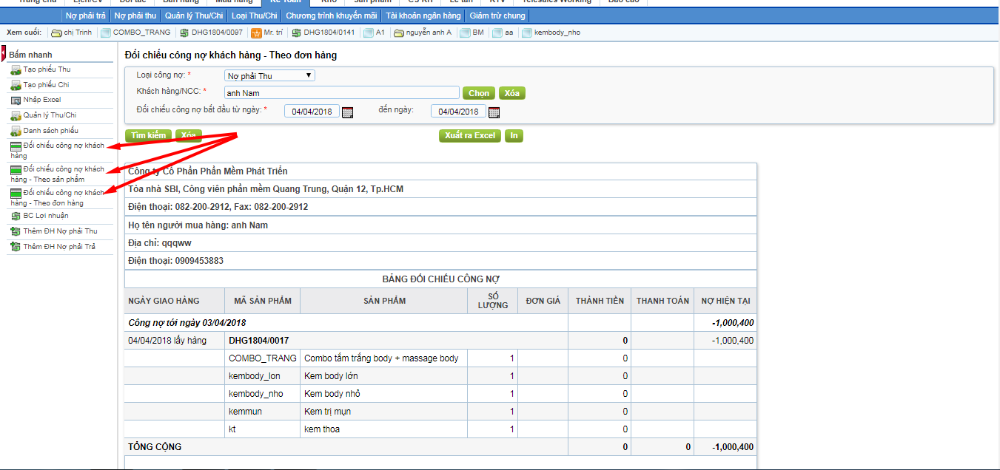 Trang chủ Lịch/CV Đối tác Bán hàng Mua hàng Kế Toán Kho Sản phẩm CS KH Lễ tân KTV Telesales Working Báo cáo
Nợ phải trả Nợ phải thu Quản lý Thu/Chi Loại Thu/Chi Chương trình khuyến mãi Tài khoản ngân hàng Giảm trừ chung
Xem cuối: chị Trinh COMBO_TRANG DHG1804/0097 Mr. trí DHG1804/0141 A1 nguyễn anh A BM aa kembody_nho
Bấm nhanh
Tạo phiếu Thu
Tạo phiếu Chi
Nhập Excel
Quản lý Thu/Chi
Danh sách phiếu
Đối chiếu công nợ khách
hàng
Đối chiếu công nợ khách
hàng - Theo sản phẩm
Đối chiếu công nợ khách
hàng - Theo đơn hàng
BC Lợi nhuận
Thêm ĐH Nợ phải Thu
Thêm ĐH Nợ phải Trả
Đối chiếu công nợ khách hàng - Theo đơn hàng
Loại công nợ: * Nợ phải Thu
Khách hàng/NCC: * anh Nam Chọn Xóa
Đối chiếu công nợ bắt đầu từ ngày: * 04/04/2018 đến ngày: 04/04/2018
Tìm kiếm Xóa Xuất ra Excel In
Công ty Cổ Phần Phần Mềm Phát Triển
Tòa nhà SBI, Công viên phần mềm Quang Trung, Quận 12, Tp.HCM
Điện thoại: 082-200-2912, Fax: 082-200-2912
Họ tên người mua hàng: anh Nam
Địa chỉ: qqqww
Điện thoại: 0909453883
BẢNG ĐỐI CHIẾU CÔNG NỢ
NGÀY GIAO HÀNG MÃ SẢN PHẨM SẢN PHẨM SỐ LƯỢNG ĐƠN GIÁ THÀNH TIỀN THANH TOÁN NỢ HIỆN TẠI
Công nợ tới ngày 03/04/2018 -1,000,400
04/04/2018 lấy hàng DHG1804/0017 0 -1,000,400
COMBO_TRANG Combo tắm trắng body + massage body 1 0
kembody_lon Kem body lớn 1 0
kembody_nho Kem body nhỏ 1 0
kemmun Kem trị mụn 1 0
kt kem thoa 1 0
TỔNG CỘNG 0 0 -1,000,400